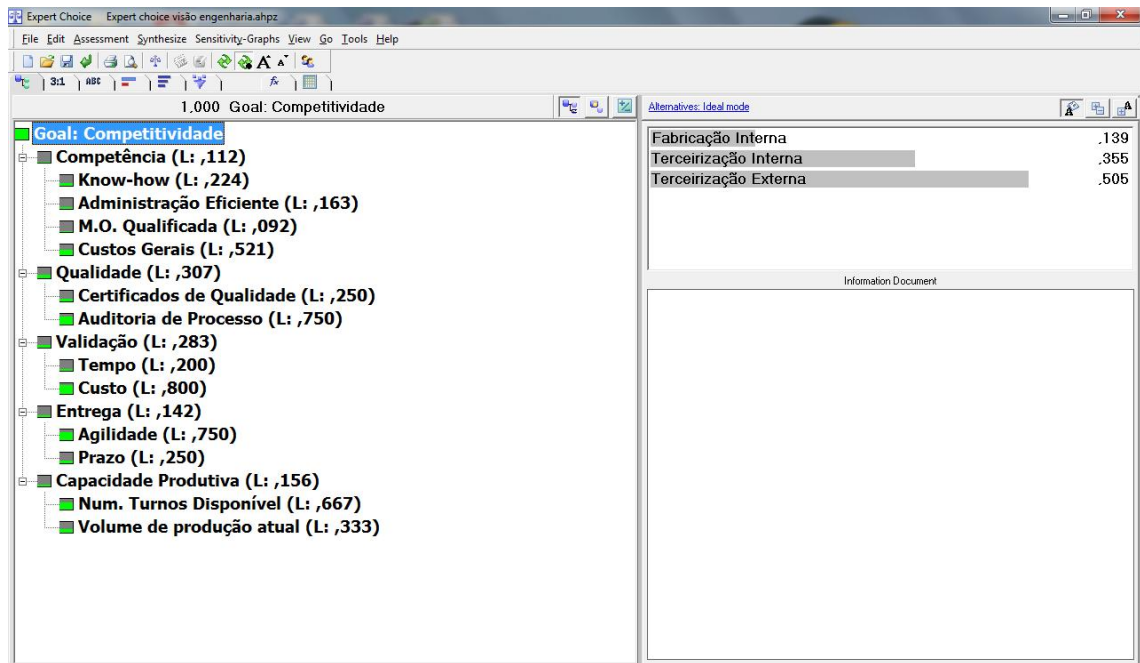 Expert Choice Expert choice visão engenharia.ahpz
File Edit Assessment Synthesize Sensitivity-Graphs View Go Tools Help
3:1 ABC fx
1,000 Goal: Competitividade
Goal: Competitividade
Competência (L: ,112)
Know-how (L: ,224)
Administração Eficiente (L: ,163)
M.O. Qualificada (L: ,092)
Custos Gerais (L: ,521)
Qualidade (L: ,307)
Certificados de Qualidade (L: ,250)
Auditoria de Processo (L: ,750)
Validação (L: ,283)
Tempo (L: ,200)
Custo (L: ,800)
Entrega (L: ,142)
Agilidade (L: ,750)
Prazo (L: ,250)
Capacidade Produtiva (L: ,156)
Num. Turnos Disponível (L: ,667)
Volume de produção atual (L: ,333)
Alternatives: Ideal mode
Fabricação Interna ,139
Terceirização Interna ,355
Terceirização Externa ,505
Information Document